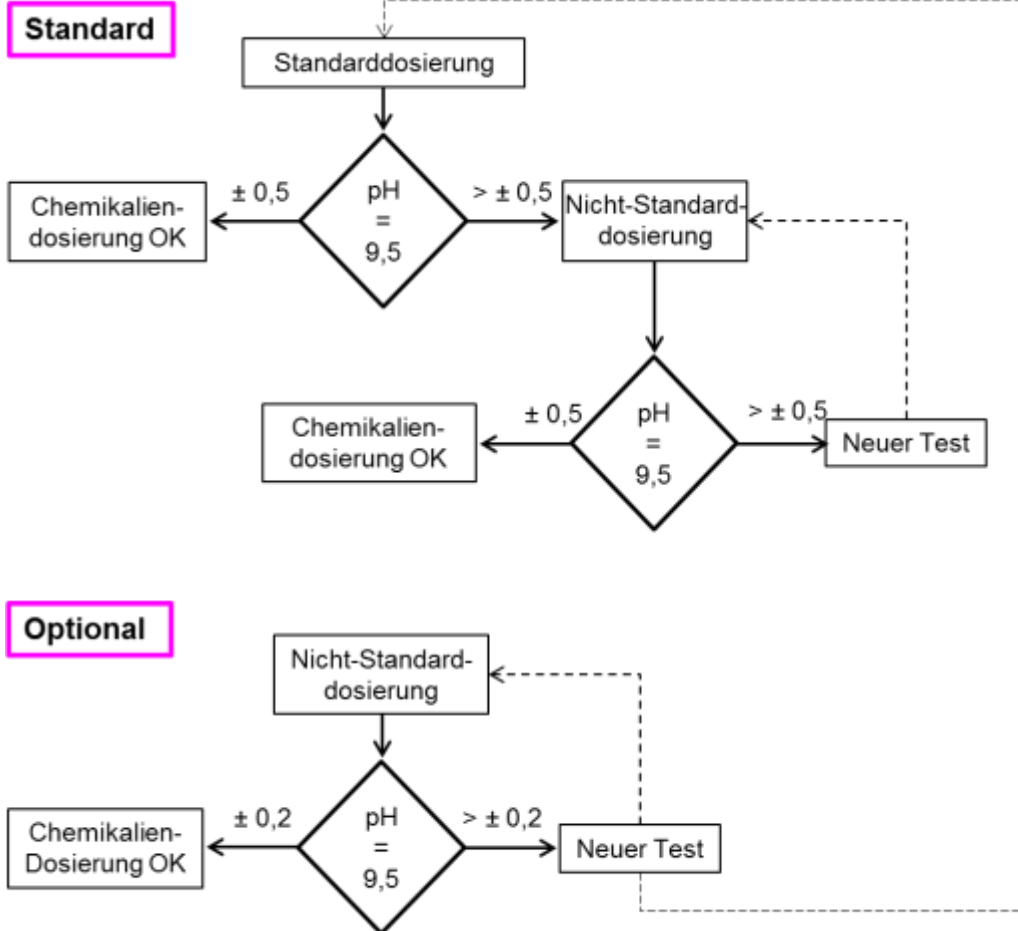 Standard
Standarddosierung
± 0,5
pH
=
9,5
> ± 0,5
Chemikalien-
dosierung OK
Nicht-Standard-
dosierung
± 0,5
pH
=
9,5
> ± 0,5
Chemikalien-
dosierung OK
Neuer Test
Optional
Nicht-Standard-
dosierung
± 0,2
pH
=
9,5
> ± 0,2
Chemikalien-
Dosierung OK
Neuer Test